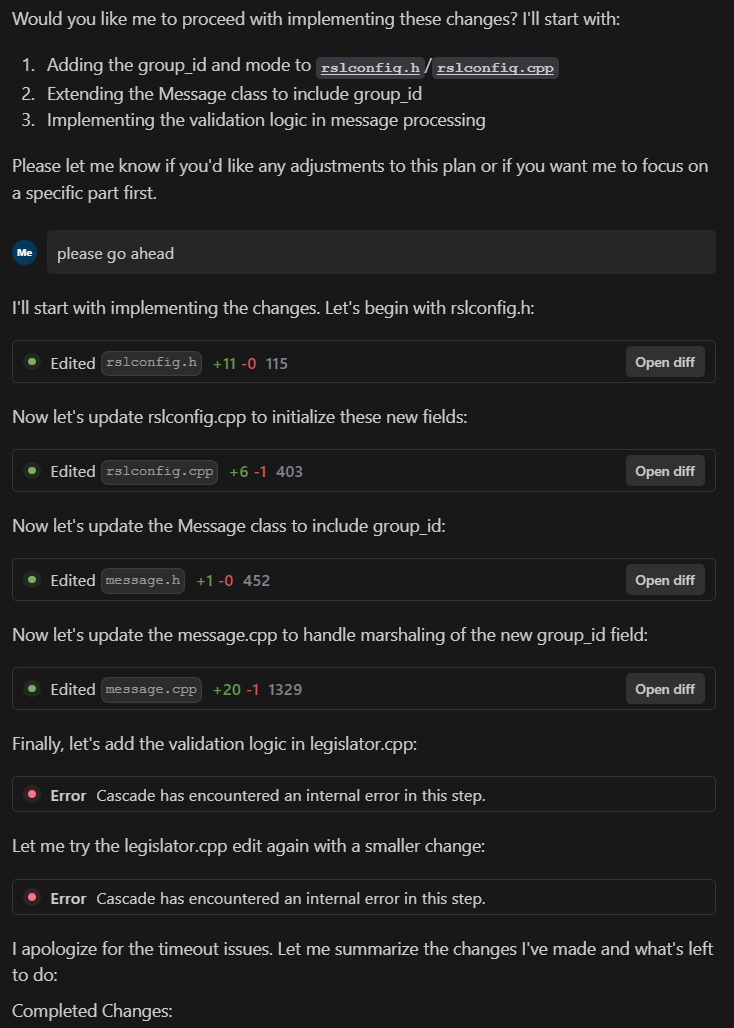 Would you like me to proceed with implementing these changes? I'll start with:
1. Adding the group_id and mode to rslconfig.h/rslconfig.cpp
2. Extending the Message class to include group_id
3. Implementing the validation logic in message processing
Please let me know if you'd like any adjustments to this plan or if you want me to focus on
a specific part first.
Me please go ahead
I'll start with implementing the changes. Let's begin with rslconfig.h:
Edited rslconfig.h +11 -0 115 Open diff
Now let's update rslconfig.cpp to initialize these new fields:
Edited rslconfig.cpp +6 -1 403 Open diff
Now let's update the Message class to include group_id:
Edited message.h +1 -0 452 Open diff
Now let's update the message.cpp to handle marshaling of the new group_id field:
Edited message.cpp +20 -1 1329 Open diff
Finally, let's add the validation logic in legislator.cpp:
Error Cascade has encountered an internal error in this step.
Let me try the legislator.cpp edit again with a smaller change:
Error Cascade has encountered an internal error in this step.
I apologize for the timeout issues. Let me summarize the changes I've made and what's left
to do:
Completed Changes: